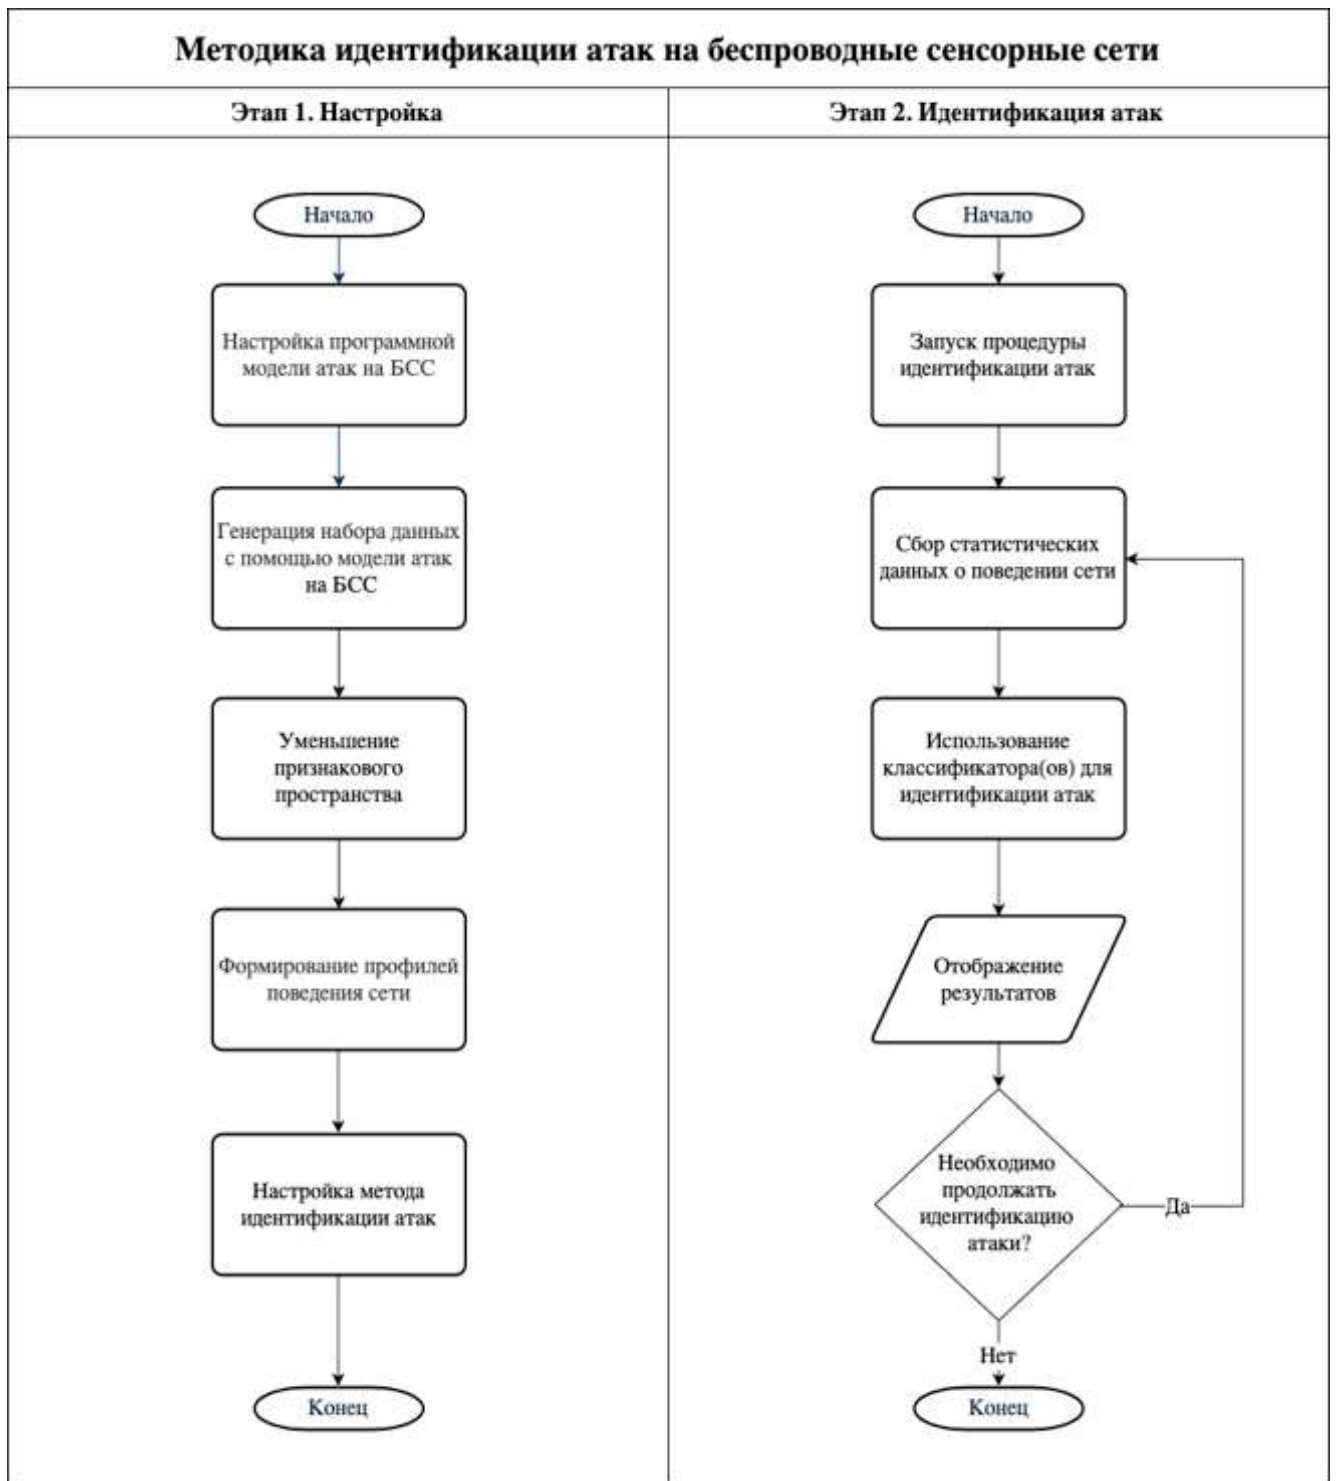 Методика идентификации атак на беспроводные сенсорные сети
Этап 1. Настройка
Начало
Настройка программной
модели атак на БСС
Генерация набора данных
с помощью модели атак
на БСС
Уменьшение
признакового
пространства
Формирование профилей
поведения сети
Настройка метода
идентификации атак
Конец
Этап 2. Идентификация атак
Начало
Запуск процедуры
идентификации атак
Сбор статистических
данных о поведении сети
Использование
классификатора(ов) для
идентификации атак
Отображение
результатов
Необходимо
продолжать
идентификацию
атаки?
Да
Нет
Конец